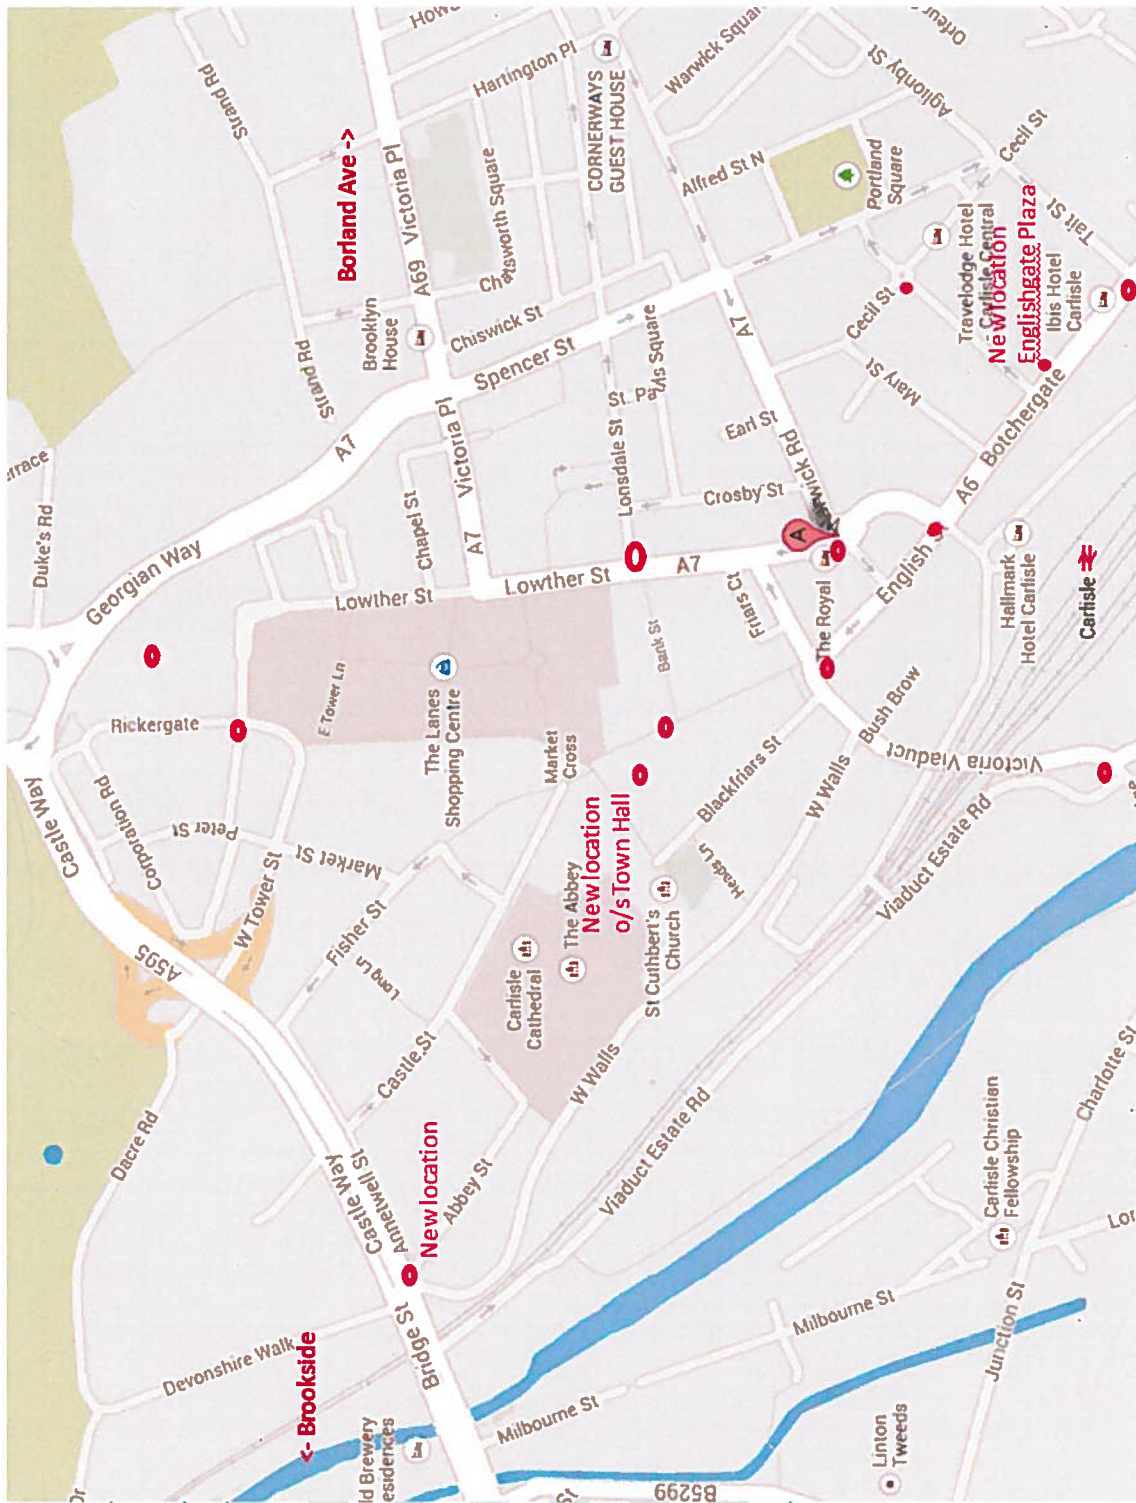 Dacre Rd
Devonshire Walk
<- Brookside
Castle Way
A595
Corporation Rd
Rickergate
Peter St
W Tower St
Market St
Fisher St
Long Ln
Castle St
Castle Way
Annetwell St
Bridge St
Abbey St
New location
Duke's Rd
Georgian Way
A7
Strand Rd
Strand Rd
Borland Ave ->
Brooklyn
House
A69
Victoria Pl
Hartington Pl
Chatsworth Square
Chiswick St
Spencer St
Victoria Pl
A7
Chapel St
Lowther St
E Tower Ln
The Lanes
Shopping Centre
Market
Cross
Lowther St
A7
Lonsdale St
Bank St
Friars Ct
Carlisle
Cathedral
The Abbey
New location
o/s Town Hall
St Cuthbert's
Church
Heads Ln
Blackfriars St
W Walls
W Walls
Bush Brow
Victoria Viaduct
Viaduct Estate Rd
Viaduct Estate Rd
CORNERWAYS
GUEST HOUSE
Warwick Square
Aglionby St
Alfred St N
Portland
Square
Cecil St
Tait St
A7
Earl St
Crosby St
Warwick Rd
A
The Royal
English
Cecil St
Mary St
Travelodge Hotel
Carlisle Central
New location
Englishgate Plaza
Ibis Hotel
Carlisle
Botchergate
A6
Hallmark
Hotel Carlisle
Carlisle
Milbourne St
Milbourne St
Junction St
Carlisle Christian
Fellowship
Charlotte St
Linton
Tweeds
B5299